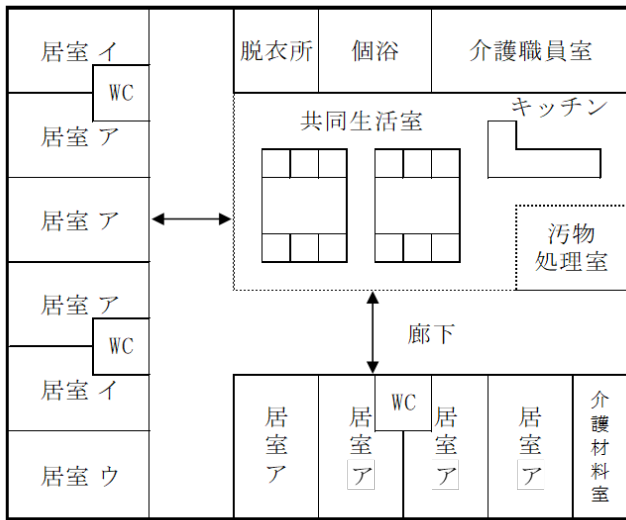 居室 イ
WC
居室 ア
居室 ア
居室 ア
WC
居室 イ
居室 ウ
脱衣所
個浴
介護職員室
共同生活室
キッチン
汚物
処理室
廊下
居室ア
居室ア
WC
居室ア
居室ア
介護材料室